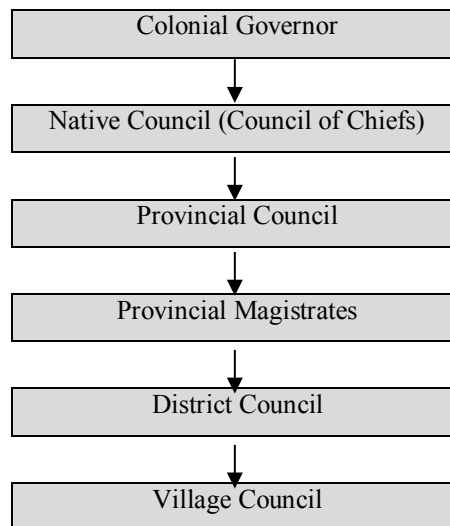 Colonial Governor
Native Council (Council of Chiefs)
Provincial Council
Provincial Magistrates
District Council
Village Council